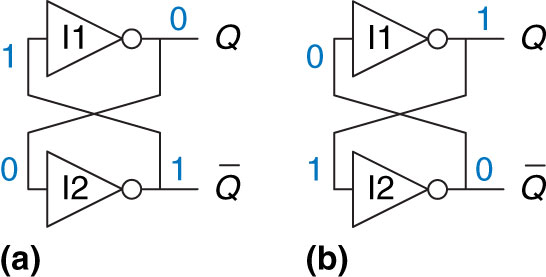 0 1
I1 Q I1 Q
1 0
0 1 1 0
I2 Q̅ I2 Q̅
(a) (b)